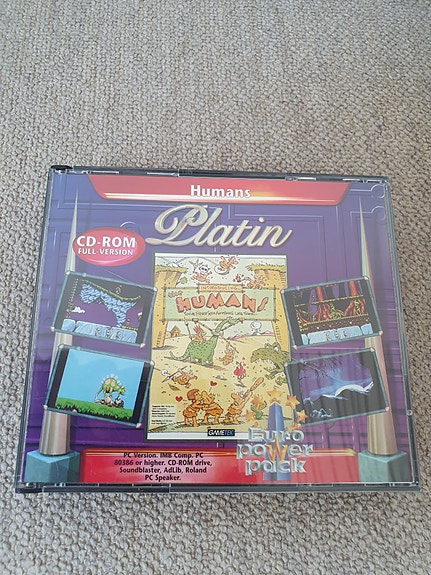 Humans
Platin
CD-ROM
FULL VERSION
HUMANS
GAMETEK
Euro
power
pack
PC Version. IMB Comp. PC
80386 or higher. CD-ROM drive,
Soundblaster, AdLib, Roland
PC Speaker.